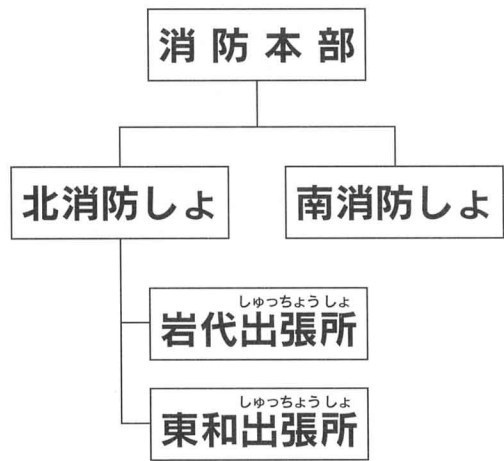 消防本部
北消防しょ
南消防しょ
しゅっちょうしょ
岩代出張所
しゅっちょうしょ
東和出張所